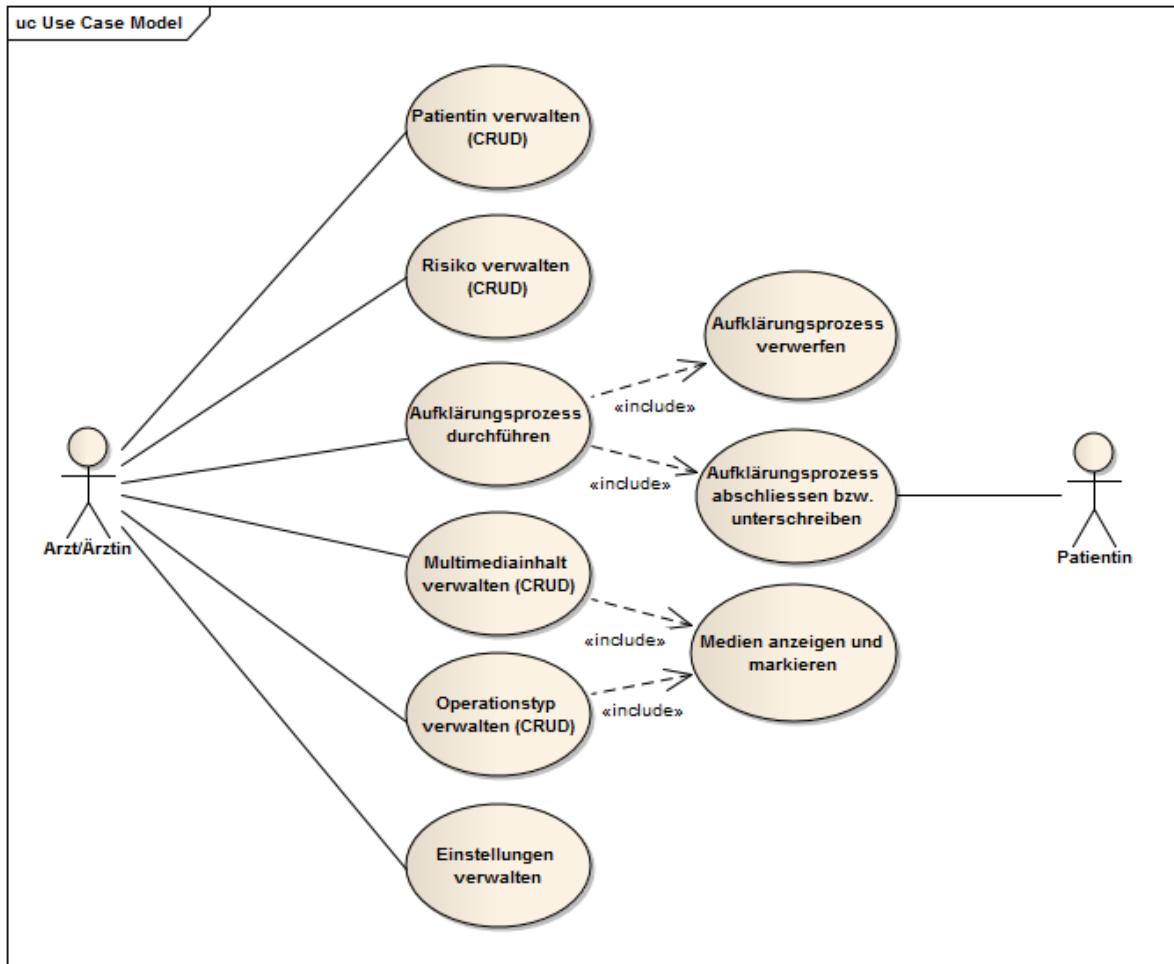 uc Use Case Model
Patientin verwalten
(CRUD)
Risiko verwalten
(CRUD)
Aufklärungsprozess
verwerfen
«include»
Aufklärungsprozess
durchführen
«include»
Aufklärungsprozess
abschliessen bzw.
unterschreiben
Arzt/Ärztin
Patientin
Multimediainhalt
verwalten (CRUD)
«include»
Medien anzeigen und
markieren
Operationstyp
verwalten (CRUD)
«include»
Einstellungen
verwalten